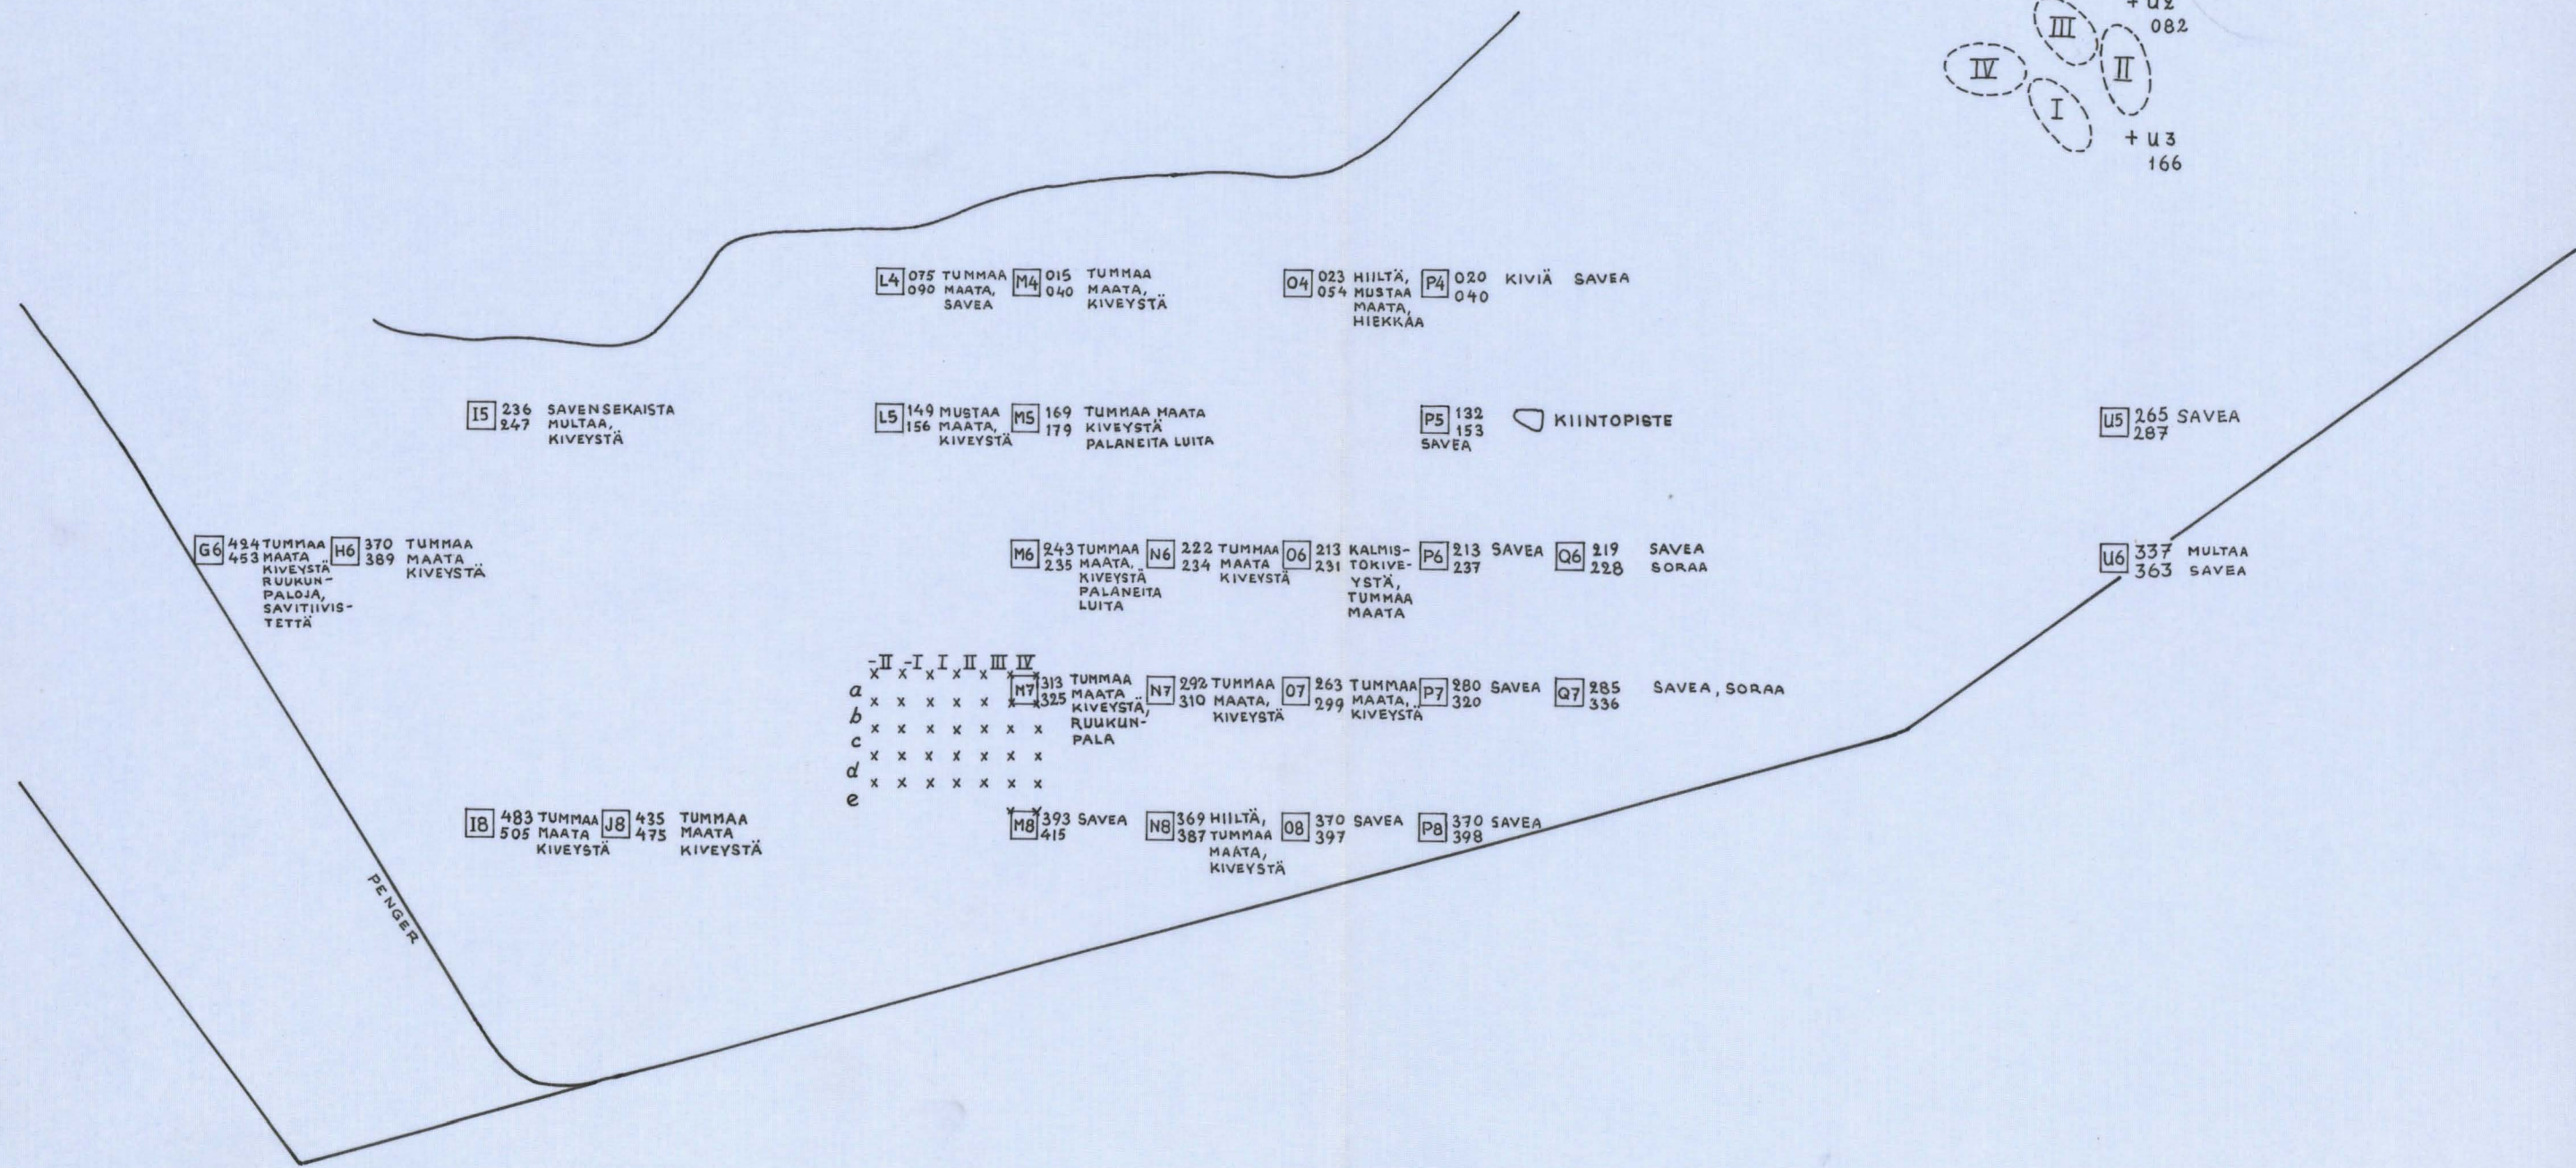 + U2
082
III
II
IV
I
+ U3
166
L4 075 TUMMAA
090 MAATA,
SAVEA
M4 015 TUMMAA
040 MAATA,
KIVEYSTÄ
O4 023 HIILTÄ,
054 MUSTAA
MAATA,
HIEKKAA
P4 020 KIVIÄ SAVEA
040
I5 236 SAVENSEKAISTA
247 MULTAA,
KIVEYSTÄ
L5 149 MUSTAA
156 MAATA,
KIVEYSTÄ
M5 169 TUMMAA MAATA
179 KIVEYSTÄ
PALANEITA LUITA
P5 132
153
SAVEA
KIINTOPISTE
U5 265 SAVEA
287
G6 424 TUMMAA
453 MAATA
KIVEYSTÄ
RUUKUN-
PALOJA,
SAVITIIVIS-
TETTÄ
H6 370 TUMMAA
389 MAATA
KIVEYSTÄ
M6 243 TUMMAA
235 MAATA,
KIVEYSTÄ
PALANEITA
LUITA
N6 222 TUMMAA
234 MAATA
KIVEYSTÄ
O6 213 KALMIS-
231 TOKIVE-
YSTÄ,
TUMMAA
MAATA
P6 213 SAVEA
237
Q6 219 SAVEA
228 SORAA
U6 337 MULTAA
363 SAVEA
-II -I I II III IV
a
b
c
d
e
M7 313 TUMMAA
325 MAATA
KIVEYSTÄ,
RUUKUN-
PALA
N7 292 TUMMAA
310 MAATA,
KIVEYSTÄ
O7 263 TUMMAA
299 MAATA,
KIVEYSTÄ
P7 280 SAVEA
320
Q7 285 SAVEA, SORAA
336
I8 483 TUMMAA
505 MAATA
KIVEYSTÄ
J8 435 TUMMAA
475 MAATA
KIVEYSTÄ
M8 393 SAVEA
415
N8 369 HIILTÄ,
387 TUMMAA
MAATA,
KIVEYSTÄ
O8 370 SAVEA
397
P8 370 SAVEA
398
PENGER